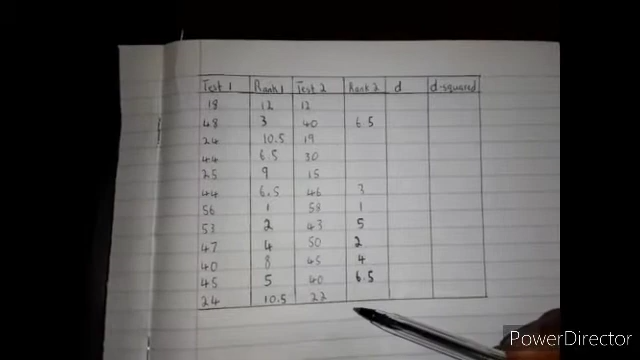 Test 1 Rank 1 Test 2 Rank 2 d d-squared
18 12 12
48 3 40 6.5
24 10.5 19
44 6.5 30
25 9 15
44 6.5 46 3
56 1 58 1
53 2 43 5
47 4 50 2
40 8 45 4
45 5 40 6.5
24 10.5 22
PowerDirector